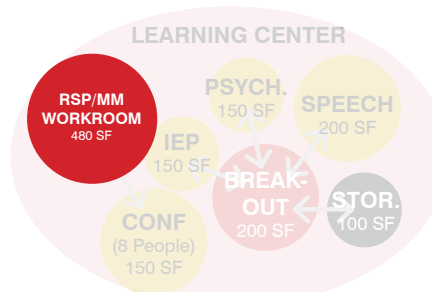 LEARNING CENTER
RSP/MM
WORKROOM
480 SF
PSYCH.
150 SF
SPEECH
200 SF
IEP
150 SF
BREAK-
OUT
200 SF
STOR.
100 SF
CONF
(8 People)
150 SF